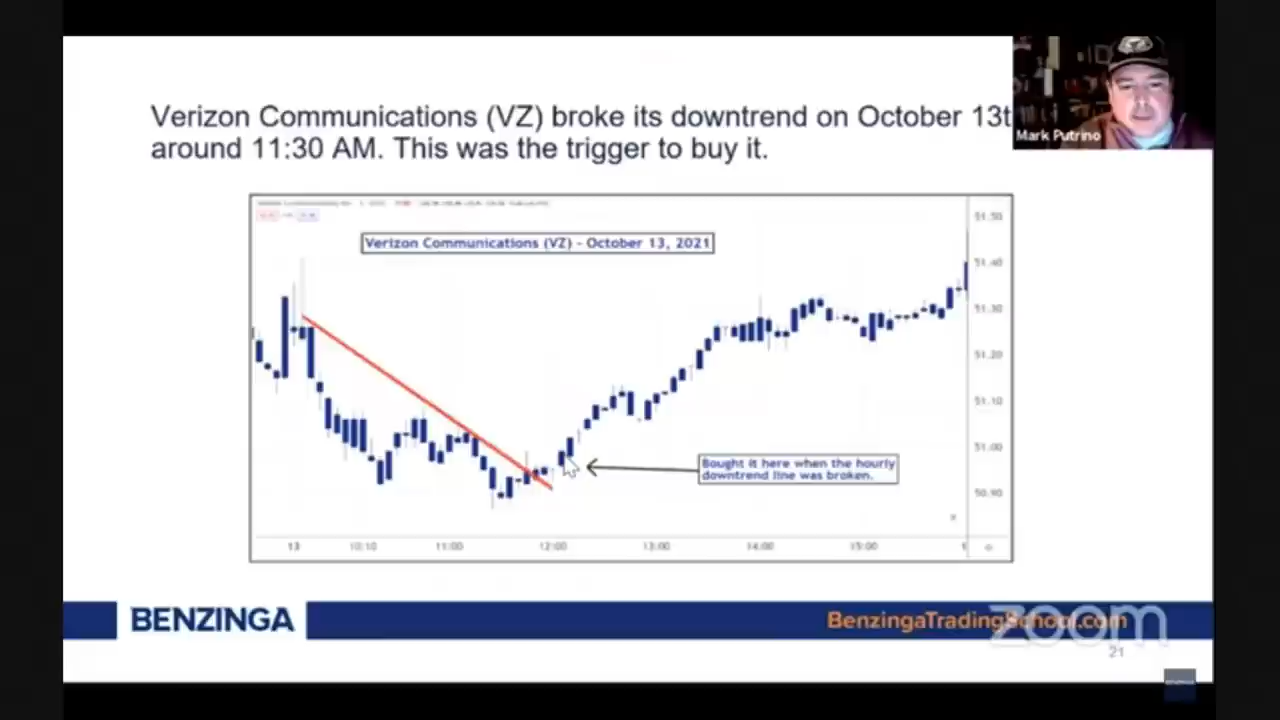 Verizon Communications (VZ) broke its downtrend on October 13t
around 11:30 AM. This was the trigger to buy it.
Mark Putrino
Verizon Communications (VZ) - October 13, 2021
51.50
51.40
51.30
51.20
51.10
51.00
50.90
Bought it here when the hourly
downtrend line was broken.
13 10:10 11:00 12:00 13:00 14:00 15:00
BENZINGA
BenzingaTradingSchool.com
zoom
21
BENZINGA